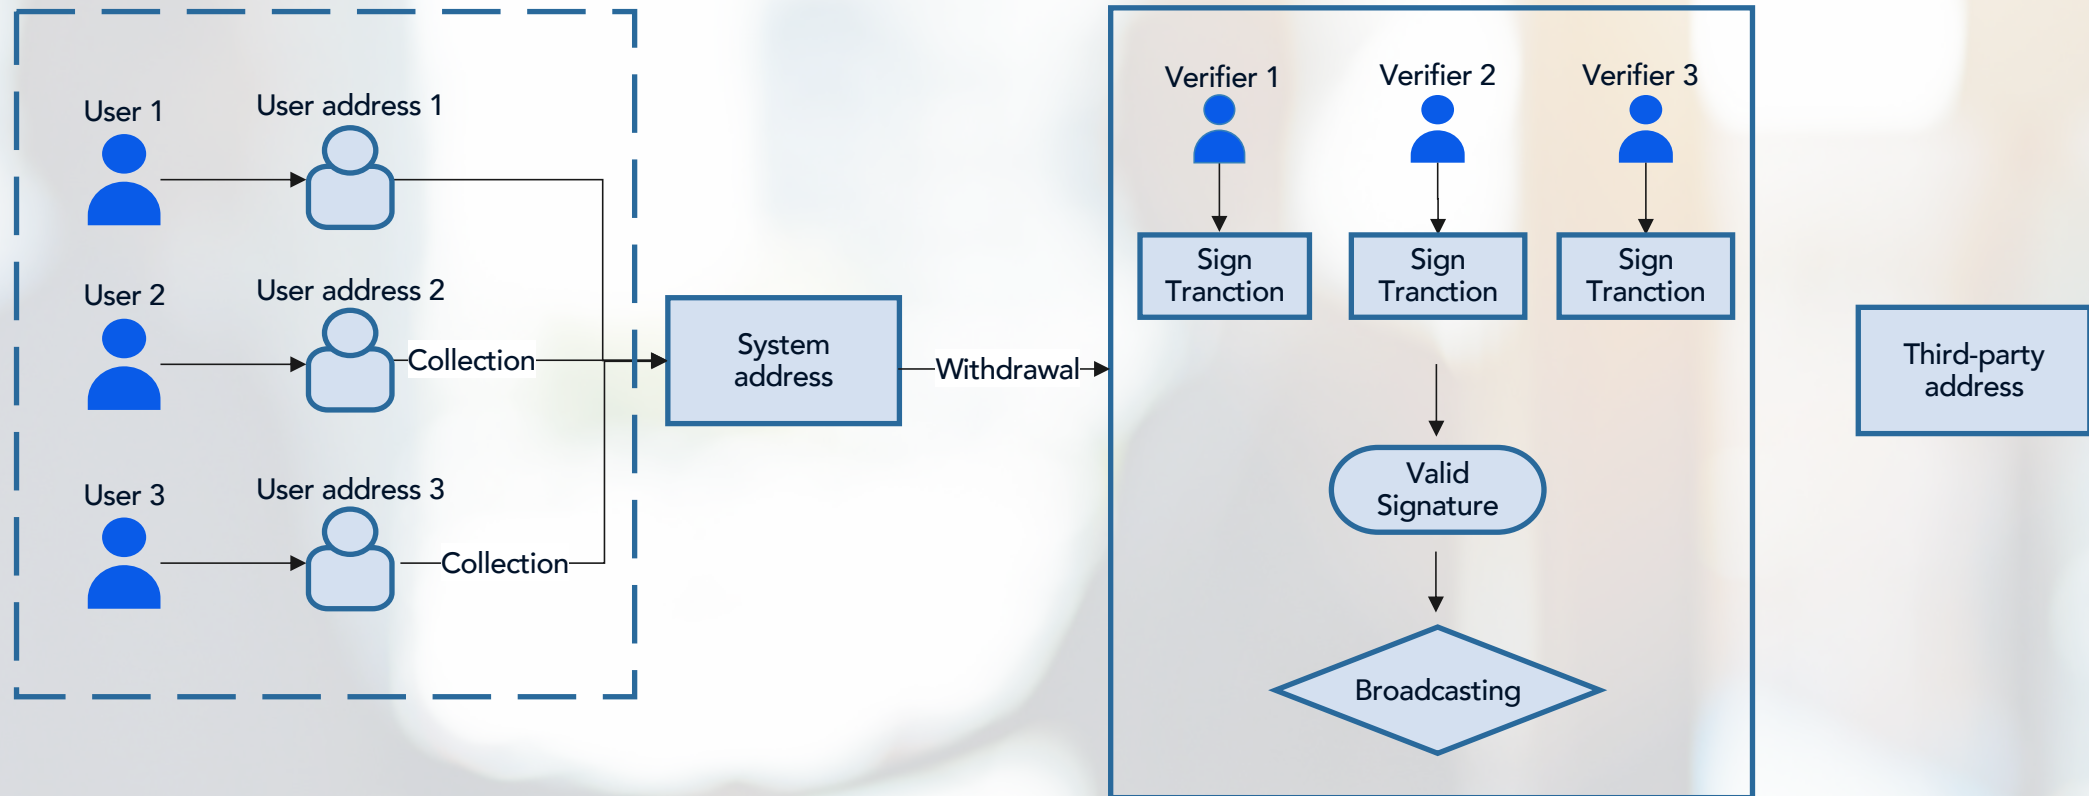 User 1
User address 1
User 2
User address 2
Collection
User 3
User address 3
Collection
System
address
Withdrawal
Verifier 1
Verifier 2
Verifier 3
Sign
Tranction
Sign
Tranction
Sign
Tranction
Valid
Signature
Broadcasting
Third-party
address